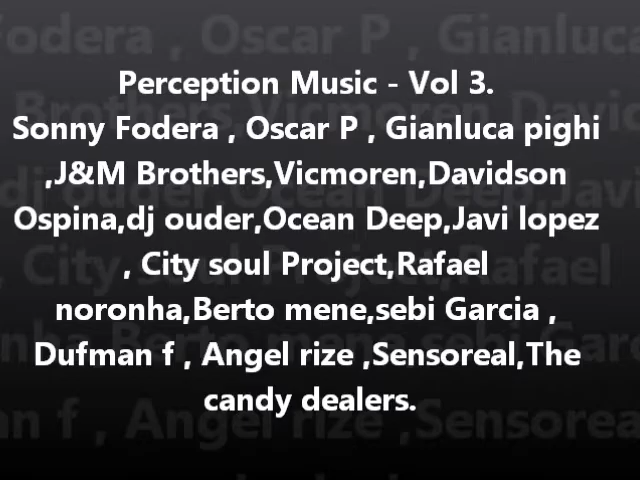 Perception Music - Vol 3.
Sonny Fodera , Oscar P , Gianluca pighi
,J&M Brothers,Vicmoren,Davidson
Ospina,dj ouder,Ocean Deep,Javi lopez
, City soul Project,Rafael
noronha,Berto mene,sebi Garcia ,
Dufman f , Angel rize ,Sensoreal,The
candy dealers.